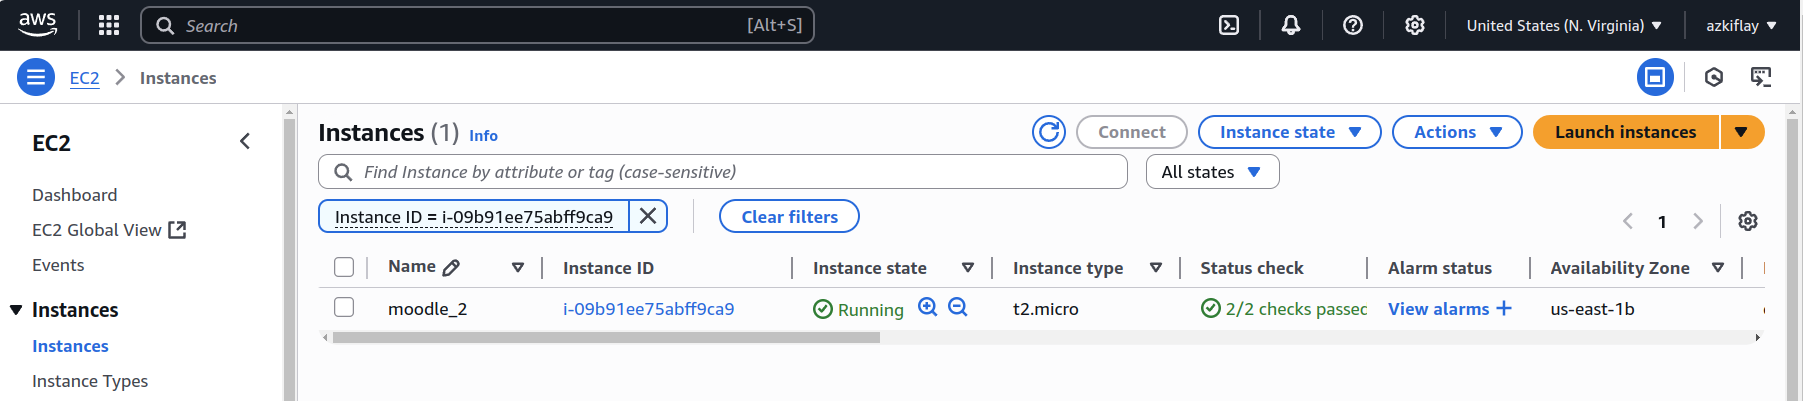 aws
Search [Alt+S]
United States (N. Virginia) azkiflay
EC2 Instances
EC2
Dashboard
EC2 Global View
Events
Instances
Instances
Instance Types
Instances (1) Info
Connect Instance state Actions Launch instances
Find Instance by attribute or tag (case-sensitive) All states
Instance ID = i-09b91ee75abff9ca9 Clear filters
1
Name Instance ID Instance state Instance type Status check Alarm status Availability Zone
moodle_2 i-09b91ee75abff9ca9 Running t2.micro 2/2 checks passed View alarms + us-east-1b